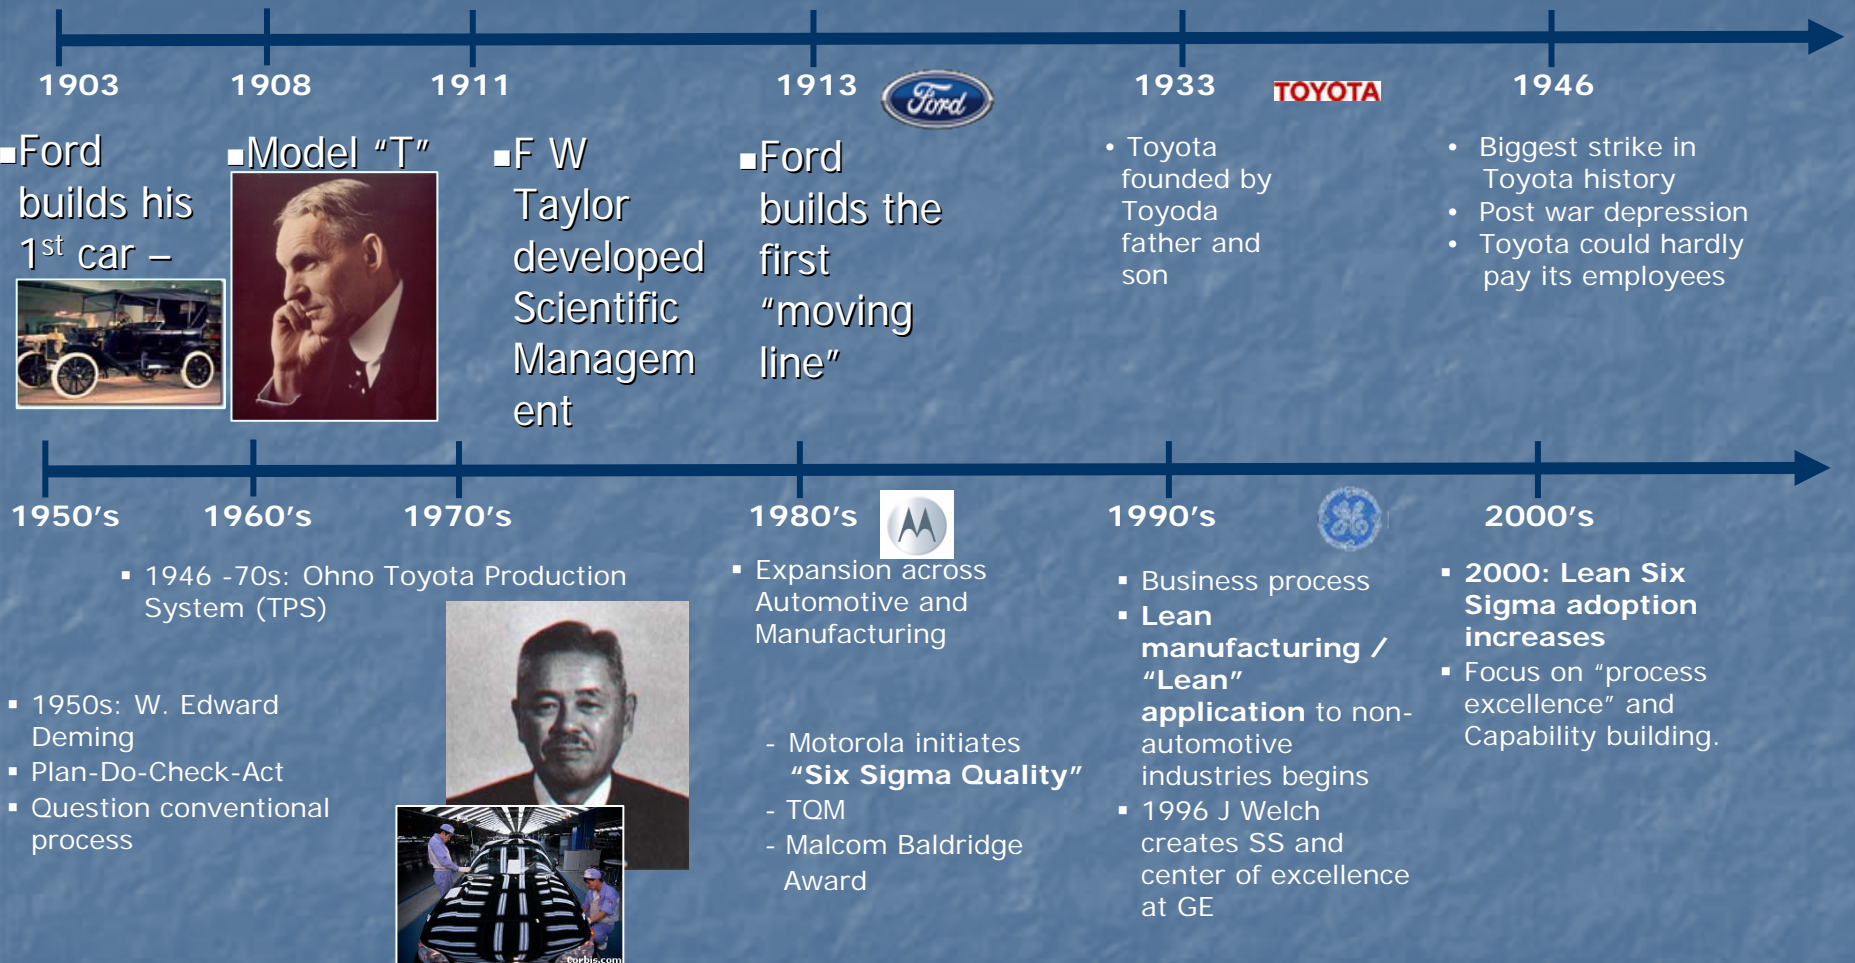 1903
1908
1911
1913
Ford
1933
TOYOTA
1946
▪Ford
builds his
1st car –
▪Model “T”
▪F W
Taylor
developed
Scientific
Managem
ent
▪Ford
builds the
first
“moving
line”
• Toyota
founded by
Toyoda
father and
son
• Biggest strike in
Toyota history
• Post war depression
• Toyota could hardly
pay its employees
1950’s
1960’s
1970’s
1980’s
1990’s
GE
2000’s
▪ 1946 -70s: Ohno Toyota Production
System (TPS)
▪ 1950s: W. Edward
Deming
▪ Plan-Do-Check-Act
▪ Question conventional
process
corbis.com
▪ Expansion across
Automotive and
Manufacturing
- Motorola initiates
“Six Sigma Quality”
- TQM
- Malcom Baldridge
Award
▪ Business process
▪ Lean
manufacturing /
“Lean”
application to non-
automotive
industries begins
▪ 1996 J Welch
creates SS and
center of excellence
at GE
▪ 2000: Lean Six
Sigma adoption
increases
▪ Focus on “process
excellence” and
Capability building.